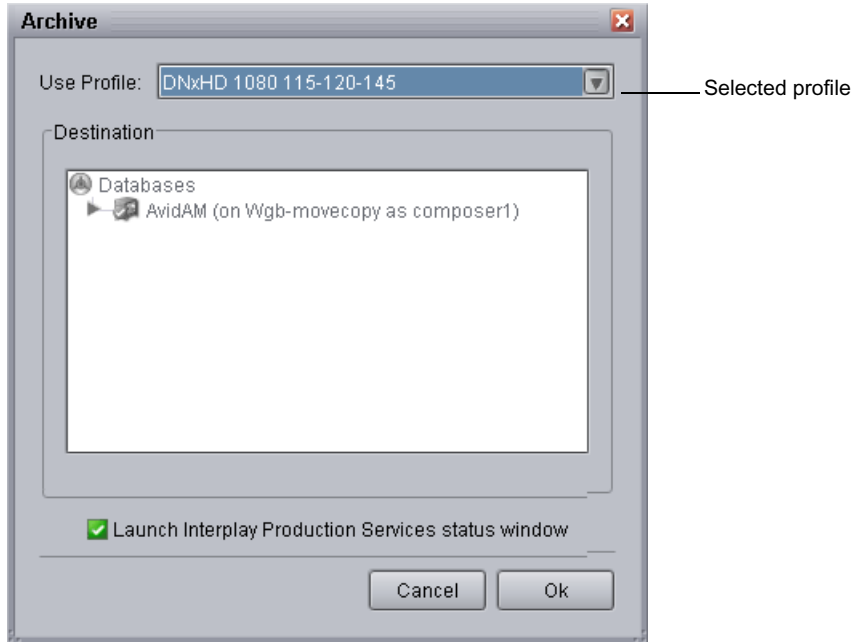 Archive
Use Profile: DNxHD 1080 115-120-145
Selected profile
Destination
Databases
AvidAM (on Wgb-movecopy as composer1)
Launch Interplay Production Services status window
Cancel Ok